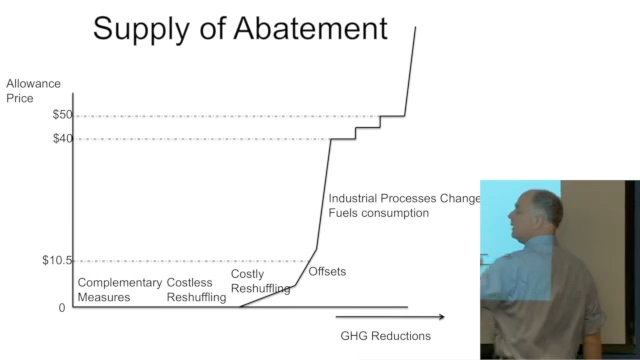 Supply of Abatement
Allowance
Price
$50
$40
Industrial Processes Change
Fuels consumption
$10.5
Offsets
Costly
Reshuffling
Complementary
Measures
Costless
Reshuffling
0
GHG Reductions